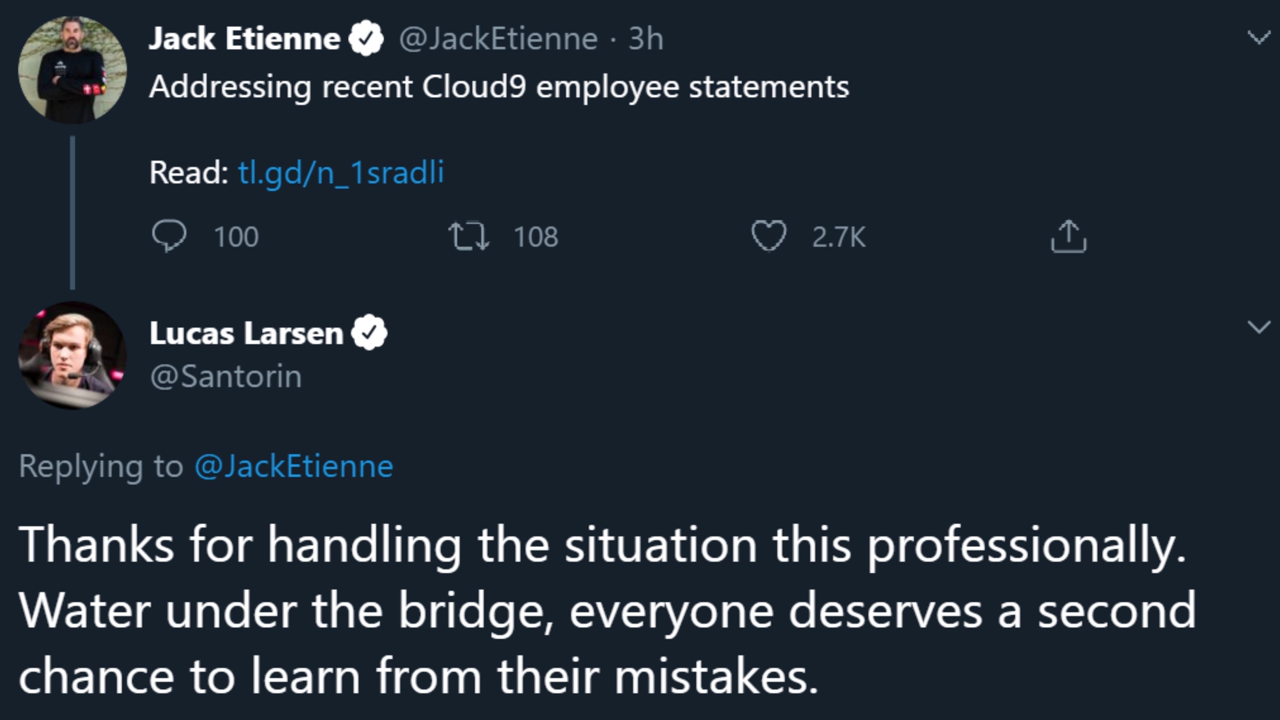 Jack Etienne @JackEtienne · 3h
Addressing recent Cloud9 employee statements
Read: tl.gd/n_1sradli
100 108 2.7K
Lucas Larsen
@Santorin
Replying to @JackEtienne
Thanks for handling the situation this professionally.
Water under the bridge, everyone deserves a second
chance to learn from their mistakes.